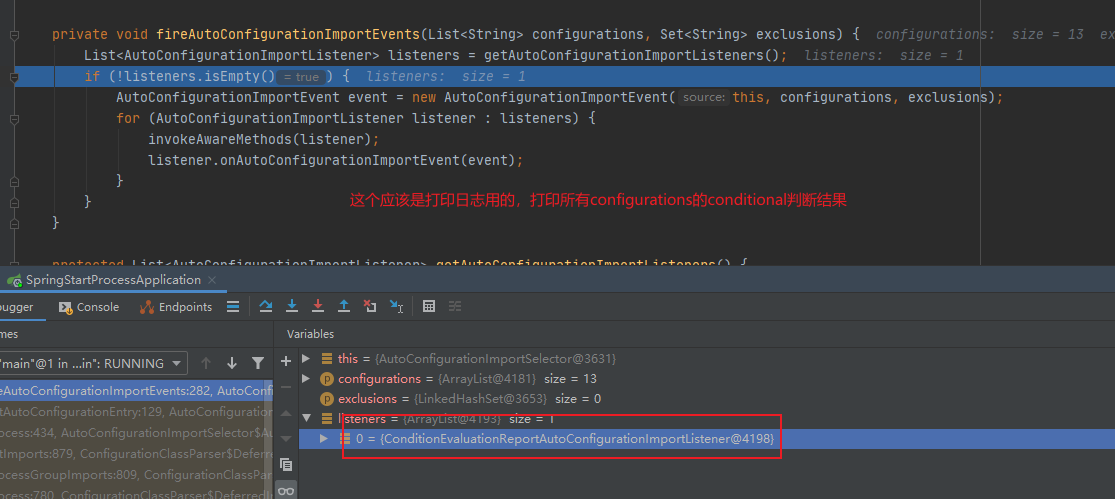 private void fireAutoConfigurationImportEvents(List<String> configurations, Set<String> exclusions) { configurations: size = 13 ex
List<AutoConfigurationImportListener> listeners = getAutoConfigurationImportListeners(); listeners: size = 1
if (!listeners.isEmpty() = true ) { listeners: size = 1
AutoConfigurationImportEvent event = new AutoConfigurationImportEvent( source: this, configurations, exclusions);
for (AutoConfigurationImportListener listener : listeners) {
invokeAwareMethods(listener);
listener.onAutoConfigurationImportEvent(event);
}
}
这个应该是打印日志用的，打印所有configurations的conditional判断结果
}
protected List<AutoConfigurationImportListener> getAutoConfigurationImportListeners() {
SpringStartProcessApplication
bugger Console Endpoints
mes Variables
"main"@1 in ...in": RUNNING
this = {AutoConfigurationImportSelector@3631}
configurations = {ArrayList@4181} size = 13
exclusions = {LinkedHashSet@3653} size = 0
listeners = {ArrayList@4193} size = 1
0 = {ConditionEvaluationReportAutoConfigurationImportListener@4198}
eAutoConfigurationImportEvents:282, AutoConf
tAutoConfigurationEntry:129, AutoConfiguration
ocess:434, AutoConfigurationImportSelector$Au
tImports:879, ConfigurationClassParser$Deferre
ocessGroupImports:809, ConfigurationClassPars
ocess:780, ConfigurationClassParser$DeferredIm